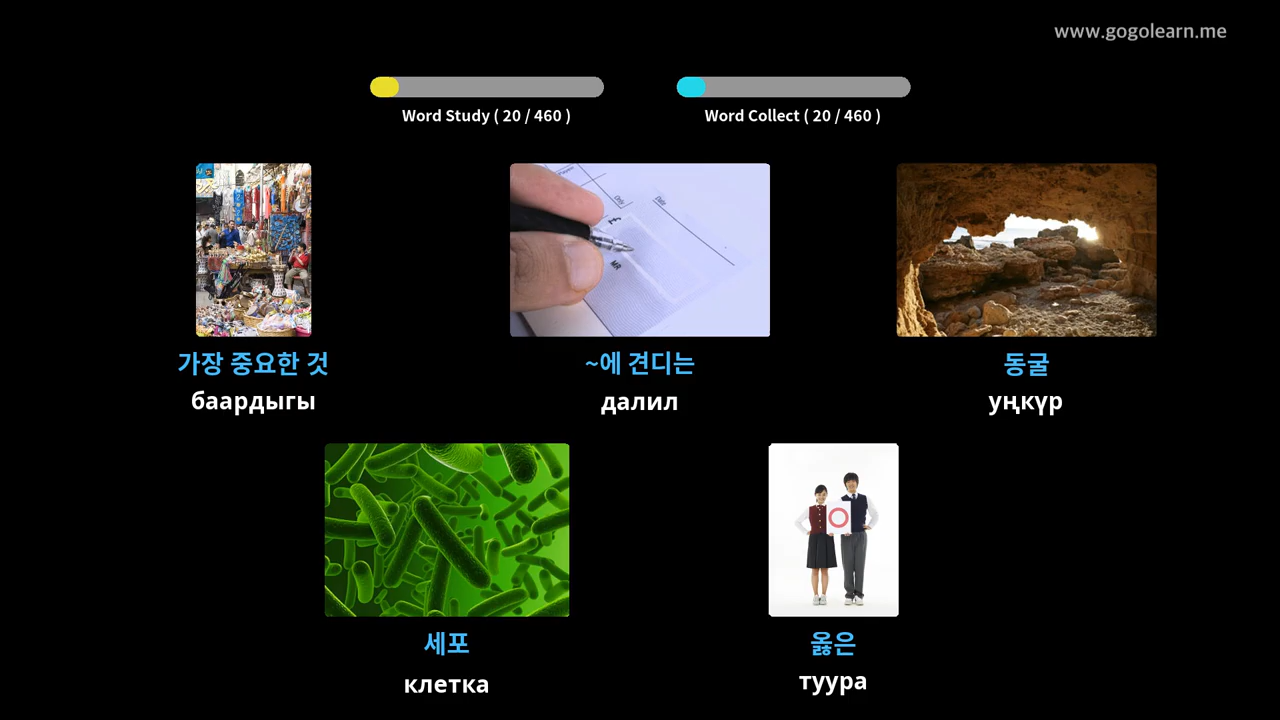 www.gogolearn.me
Word Study ( 20 / 460 )
Word Collect ( 20 / 460 )
가장 중요한 것
баардыгы
~에 견디는
далил
동굴
үңкүр
세포
клетка
옳은
туура